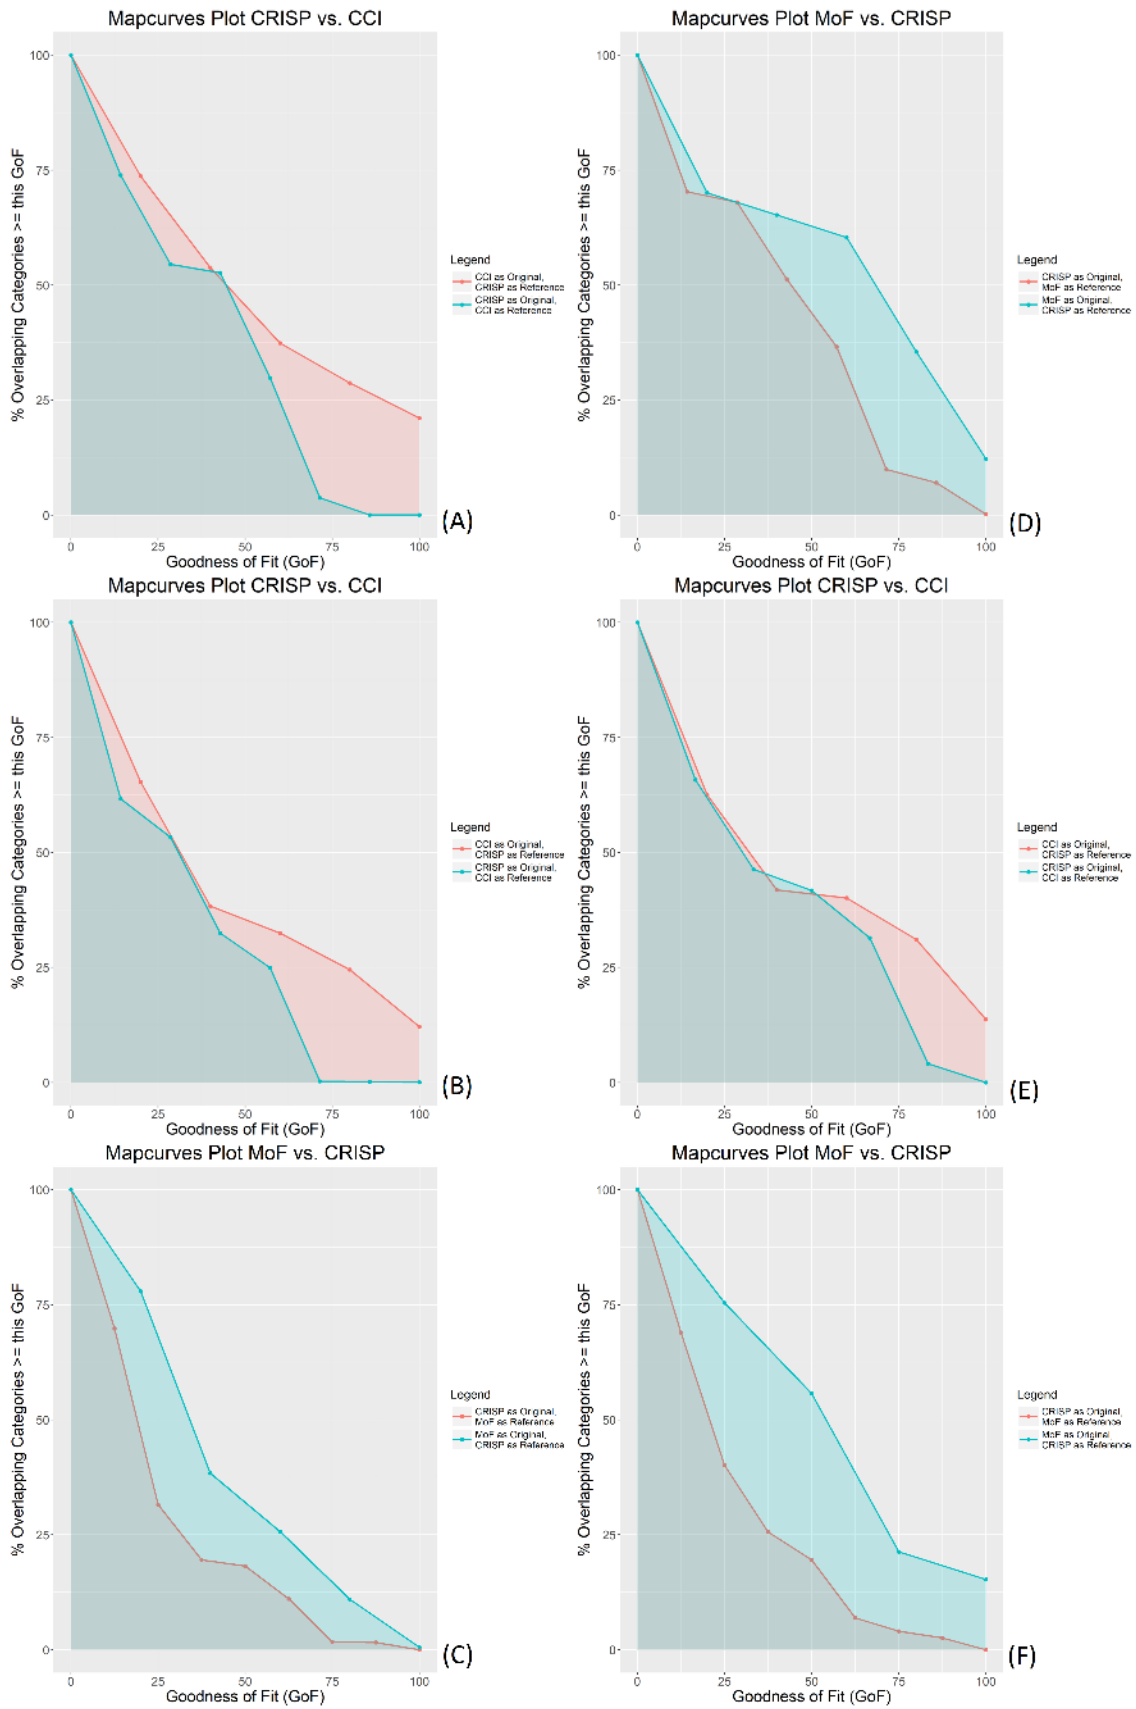 Mapcurves Plot CRISP vs. CCI
% Overlapping Categories >= this GoF
100
75
50
25
0
0 25 50 75 100
Goodness of Fit (GoF)
Legend
CCI as Original,
CRISP as Reference
CRISP as Original,
CCI as Reference
(A)
Mapcurves Plot MoF vs. CRISP
% Overlapping Categories >= this GoF
100
75
50
25
0
0 25 50 75 100
Goodness of Fit (GoF)
Legend
CRISP as Original,
MoF as Reference
MoF as Original,
CRISP as Reference
(D)
Mapcurves Plot CRISP vs. CCI
% Overlapping Categories >= this GoF
100
75
50
25
0
0 25 50 75 100
Goodness of Fit (GoF)
Legend
CCI as Original,
CRISP as Reference
CRISP as Original,
CCI as Reference
(B)
Mapcurves Plot CRISP vs. CCI
% Overlapping Categories >= this GoF
100
75
50
25
0
0 25 50 75 100
Goodness of Fit (GoF)
Legend
CCI as Original,
CRISP as Reference
CRISP as Original,
CCI as Reference
(E)
Mapcurves Plot MoF vs. CRISP
% Overlapping Categories >= this GoF
100
75
50
25
0
0 25 50 75 100
Goodness of Fit (GoF)
Legend
CRISP as Original,
MoF as Reference
MoF as Original,
CRISP as Reference
(C)
Mapcurves Plot MoF vs. CRISP
% Overlapping Categories >= this GoF
100
75
50
25
0
0 25 50 75 100
Goodness of Fit (GoF)
Legend
CRISP as Original,
MoF as Reference
MoF as Original
CRISP as Reference
(F)